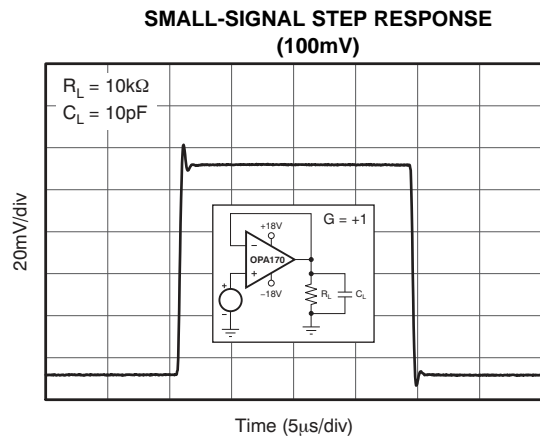 SMALL-SIGNAL STEP RESPONSE
(100mV)
R_L = 10kΩ
C_L = 10pF
20mV/div
G = +1
+18V
−
OPA170
+
−18V
+
−
R_L
C_L
Time (5µs/div)